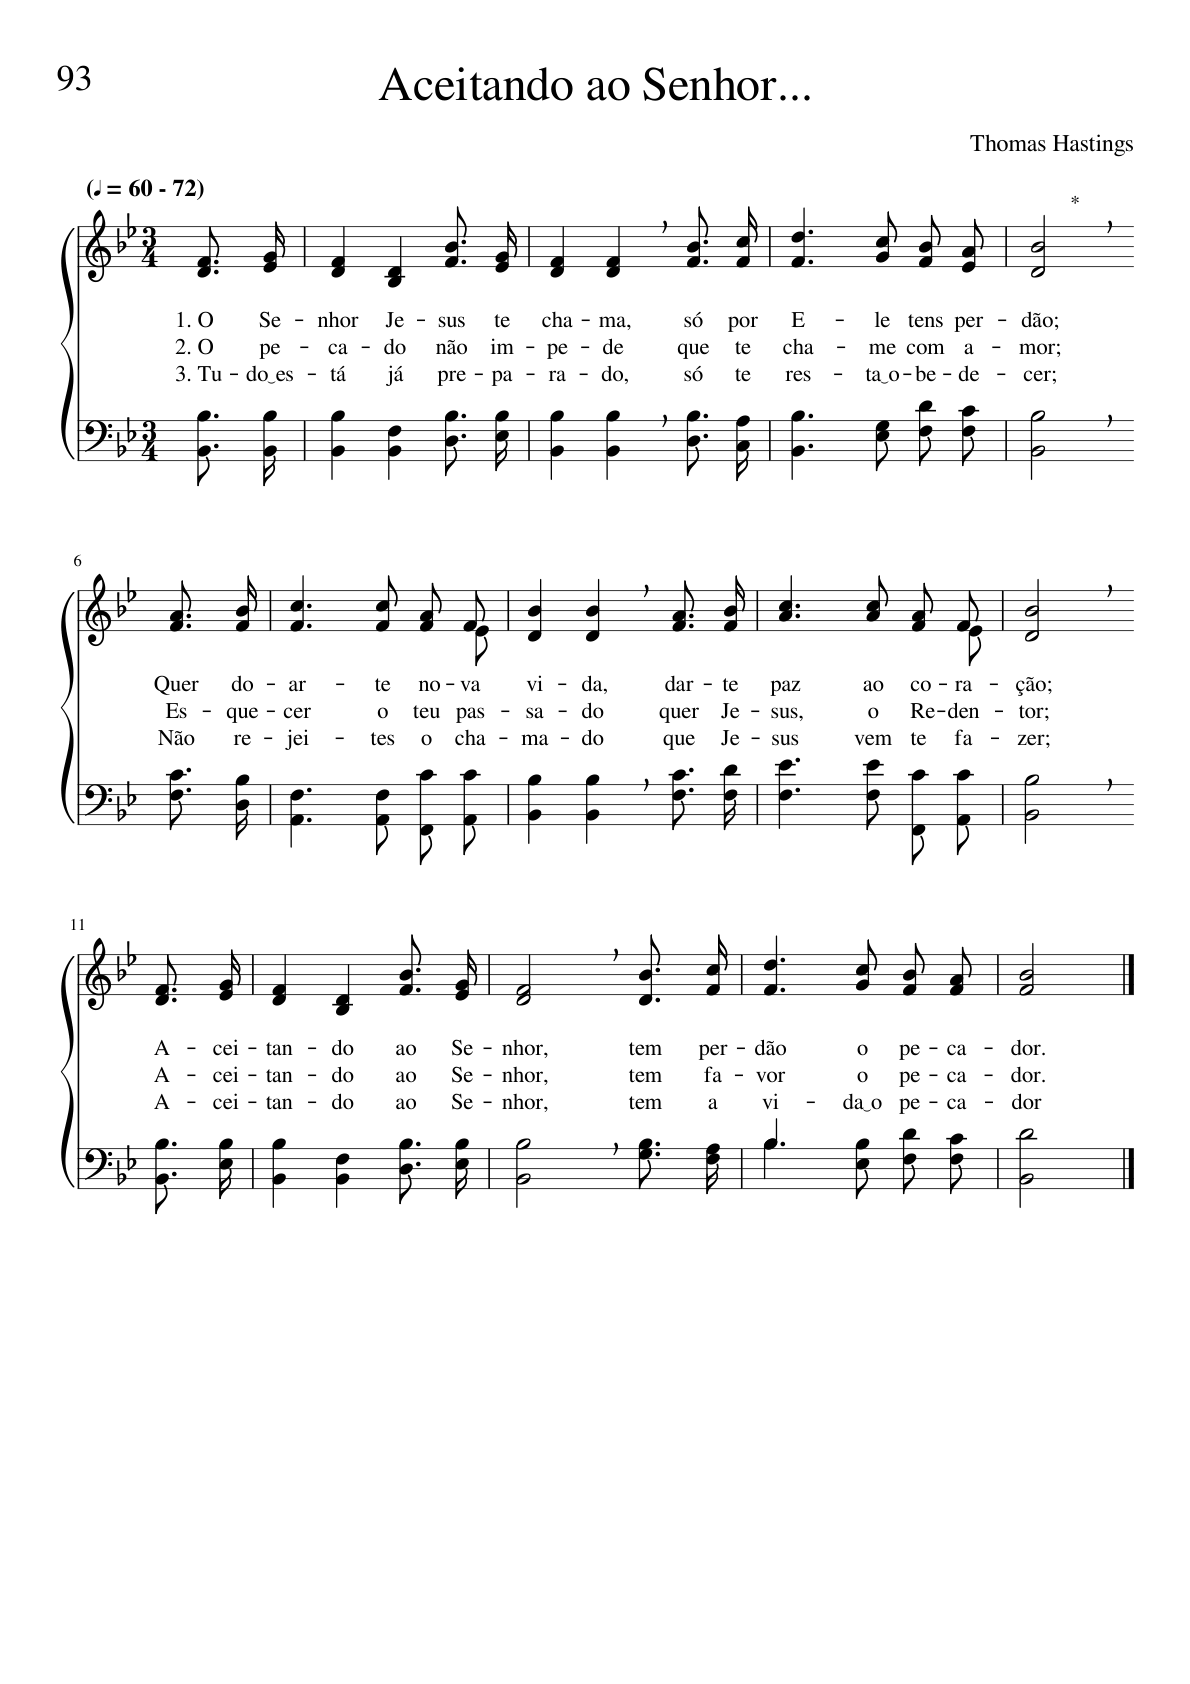 93
Aceitando ao Senhor...
Thomas Hastings
(♩ = 60 - 72)
*
3
4
1. O Se – nhor Je – sus te cha – ma, só por E – le tens per – dão;
2. O pe – ca – do não im – pe – de que te cha – me com a – mor;
3. Tu – do‿es – tá já pre – pa – ra – do, só te res – ta‿o – be – de – cer;
3
4
6
Quer do – ar – te no – va vi – da, dar – te paz ao co – ra – ção;
Es – que – cer o teu pas – sa – do quer Je – sus, o Re – den – tor;
Não re – jei – tes o cha – ma – do que Je – sus vem te fa – zer;
11
A – cei – tan – do ao Se – nhor, tem per – dão o pe – ca – dor.
A – cei – tan – do ao Se – nhor, tem fa – vor o pe – ca – dor.
A – cei – tan – do ao Se – nhor, tem a vi – da‿o pe – ca – dor